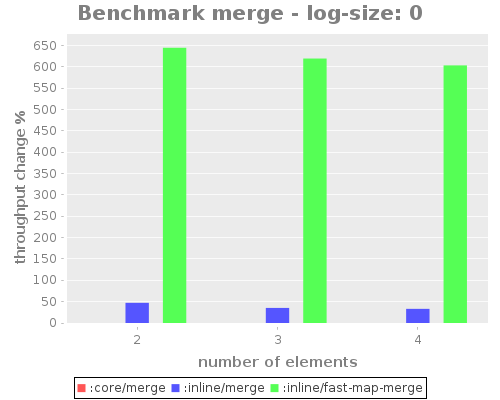 Benchmark merge - log-size: 0
throughput change %
650
600
550
500
450
400
350
300
250
200
150
100
50
0
2 3 4
number of elements
:core/merge :inline/merge :inline/fast-map-merge